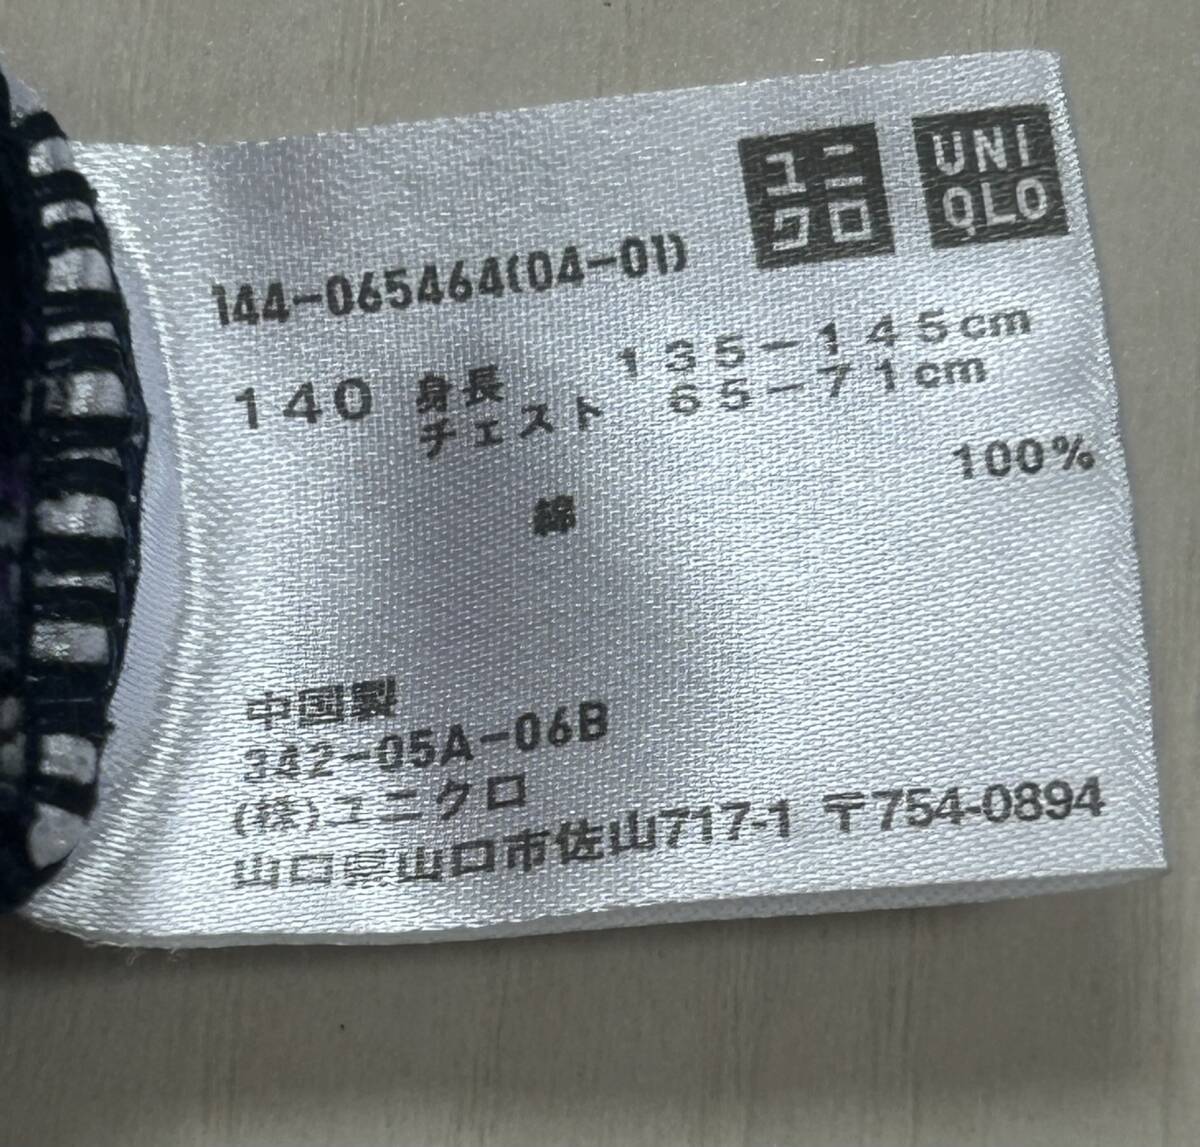 ユニ
クロ
UNI
QLO
144-065464(04-01)
140 身長 135-145cm
チェスト 65-71cm
綿 100%
中国製
342-05A-06B
(株)ユニクロ
山口県山口市佐山717-1 〒754-0894